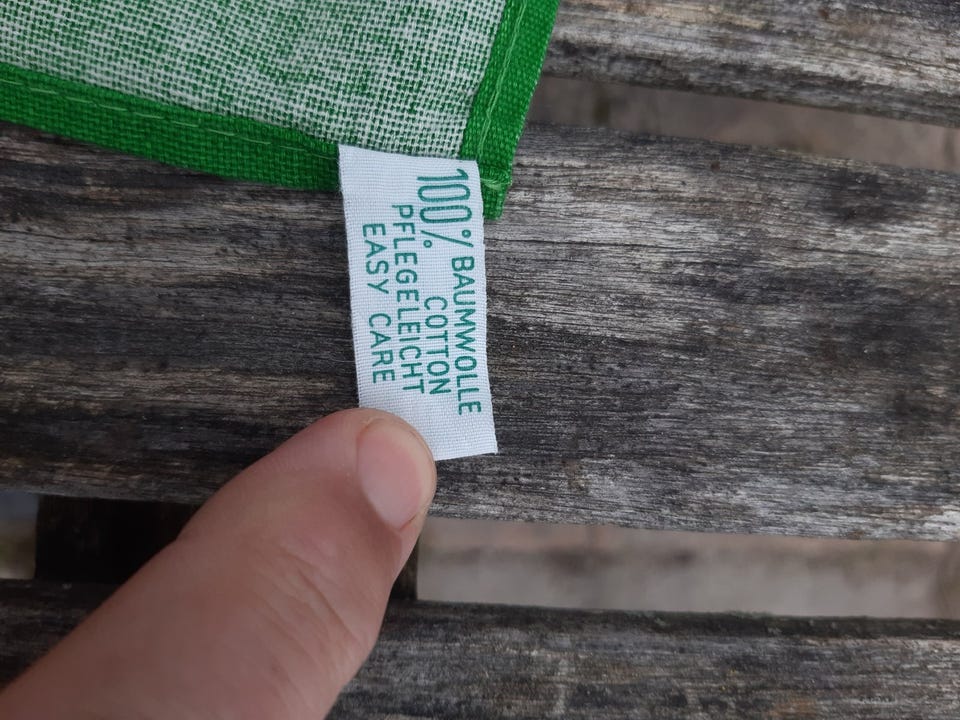 100% BAUMWOLLE
COTTON
PFLEGELEICHT
EASY CARE